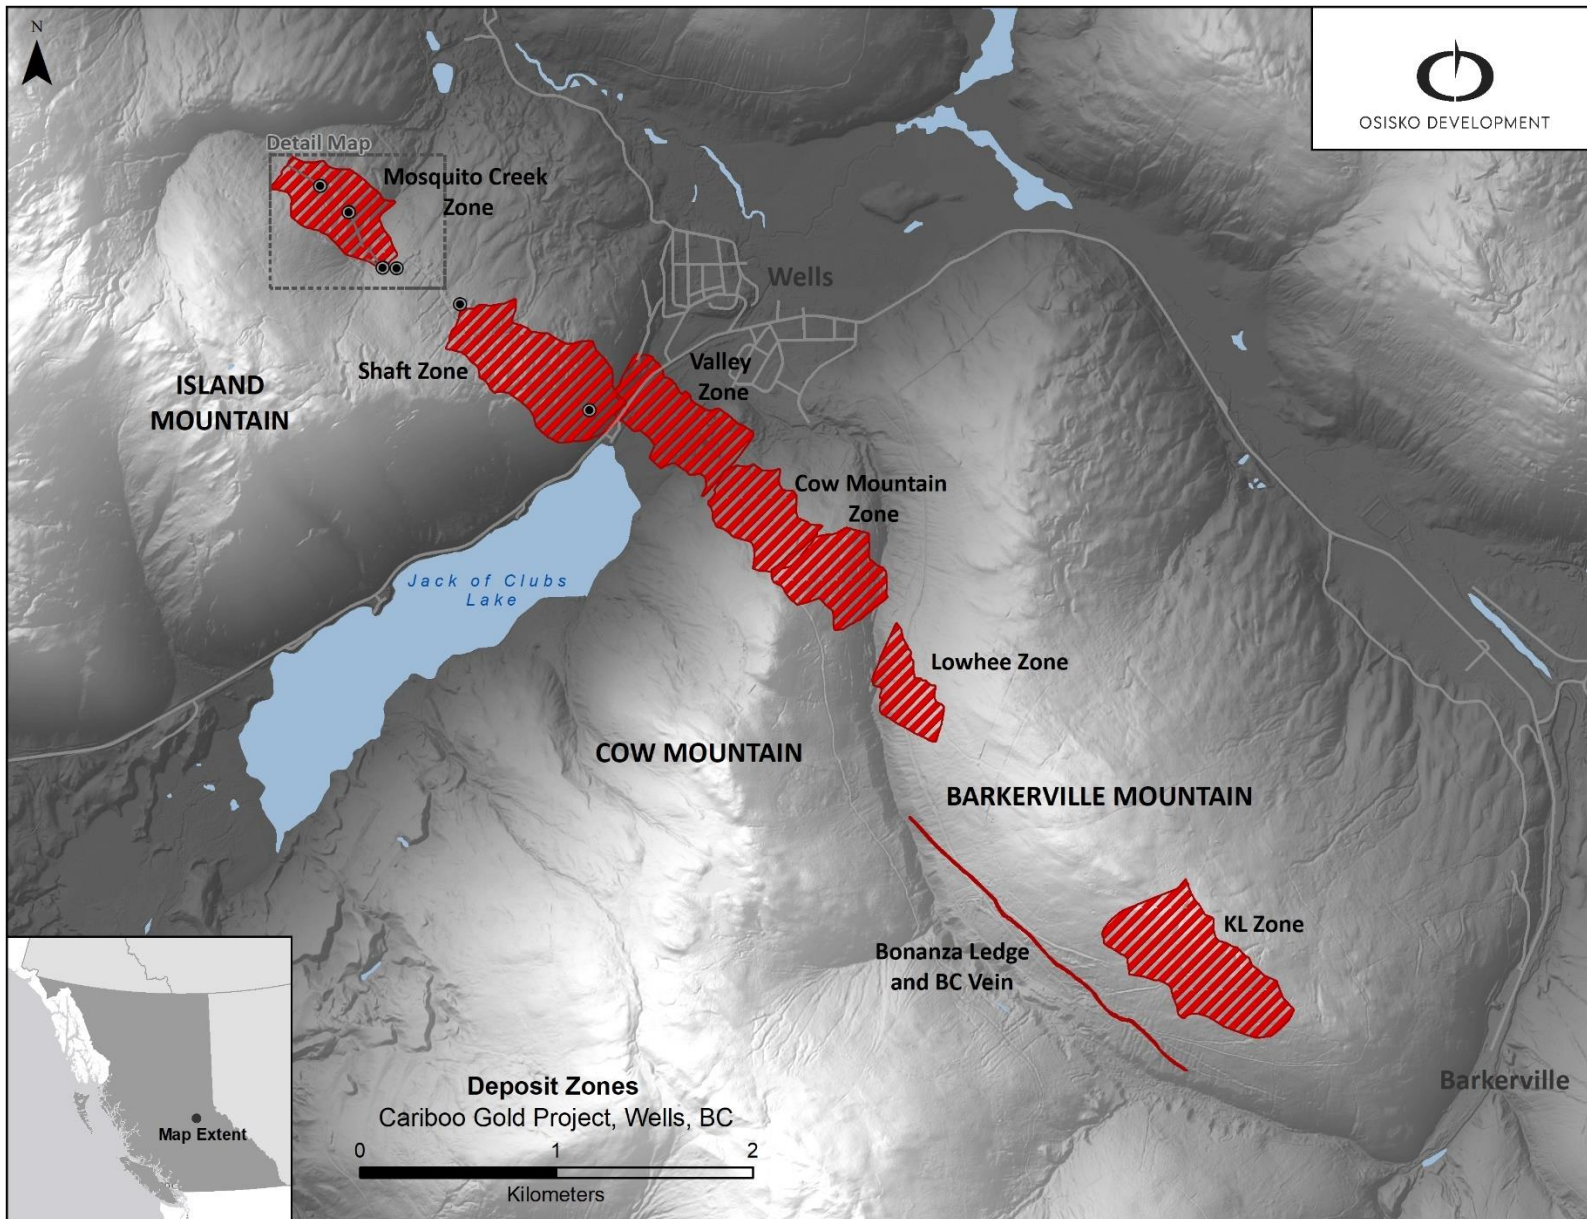 N
OSISKO DEVELOPMENT
Detail Map
Mosquito Creek
Zone
Wells
Shaft Zone
Valley
Zone
ISLAND
MOUNTAIN
Cow Mountain
Zone
Jack of Clubs
Lake
Lowhee Zone
COW MOUNTAIN
BARKERVILLE MOUNTAIN
KL Zone
Bonanza Ledge
and BC Vein
Barkerville
Map Extent
Deposit Zones
Cariboo Gold Project, Wells, BC
0 1 2
Kilometers